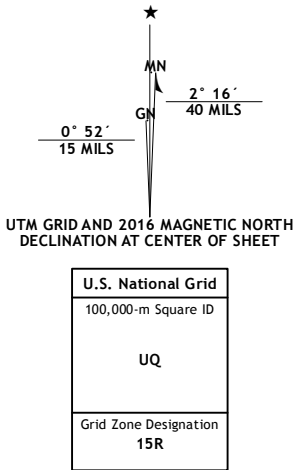 ★
MN
2° 16´
40 MILS
GN
0° 52´
15 MILS
UTM GRID AND 2016 MAGNETIC NORTH
DECLINATION AT CENTER OF SHEET
U.S. National Grid
100,000-m Square ID
UQ
Grid Zone Designation
15R